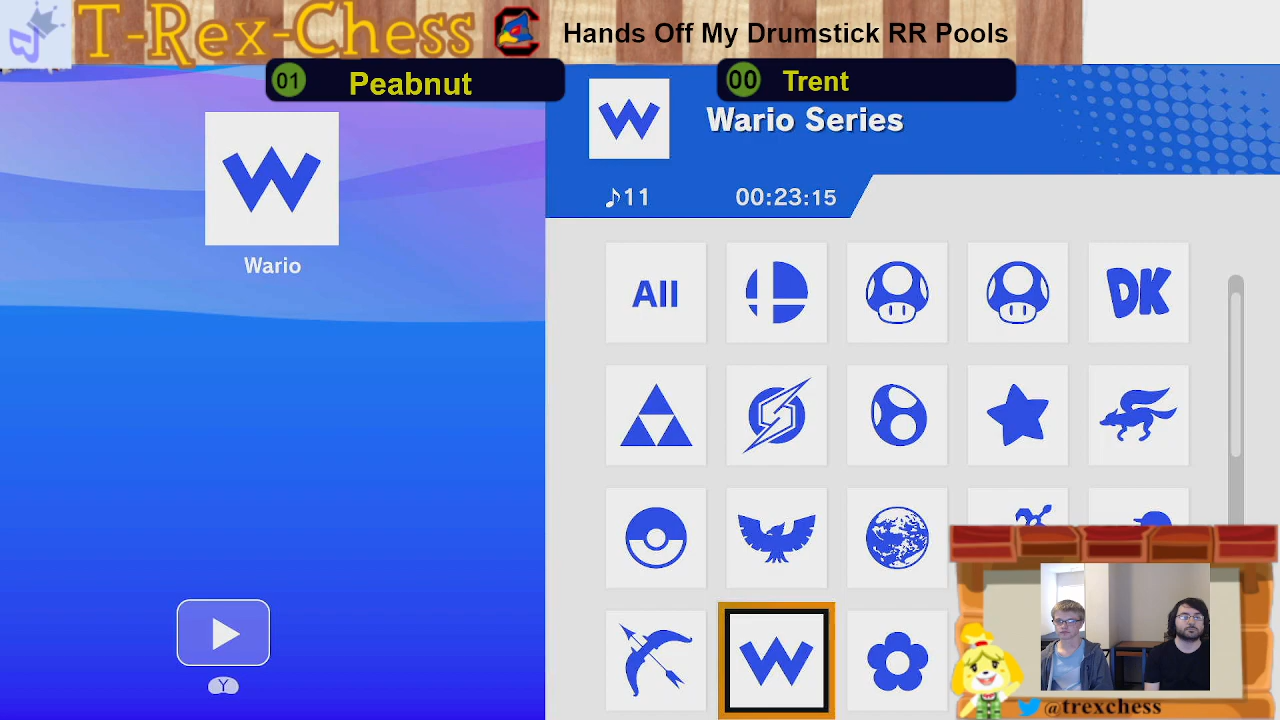 T-Rex-Chess
Hands Off My Drumstick RR Pools
01 Peabnut
00 Trent
W
Wario
W
Wario Series
♪11 00:23:15
All
DK
W
Y
@trexchess